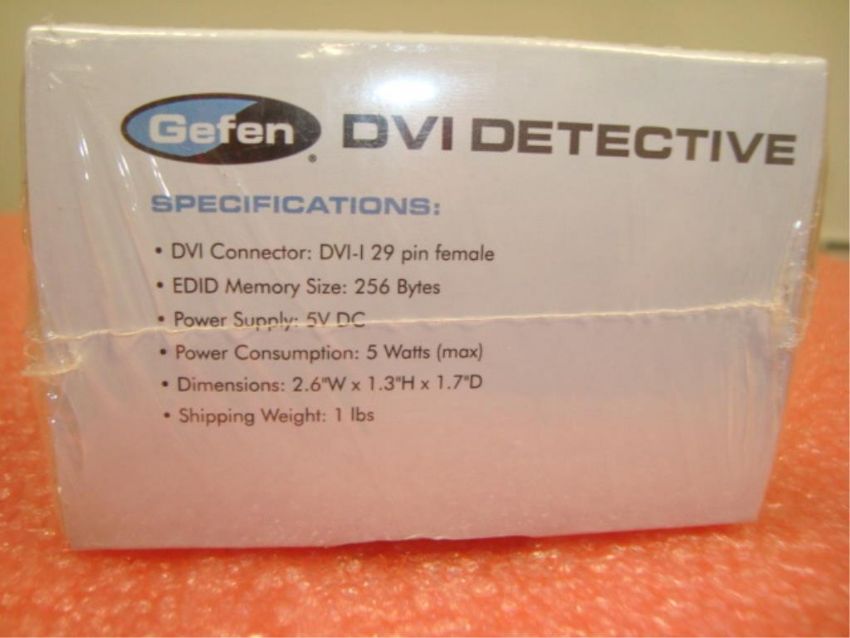 Gefen® DVI DETECTIVE
SPECIFICATIONS:
• DVI Connector: DVI-I 29 pin female
• EDID Memory Size: 256 Bytes
• Power Supply: 5V DC
• Power Consumption: 5 Watts (max)
• Dimensions: 2.6"W x 1.3"H x 1.7"D
• Shipping Weight: 1 lbs